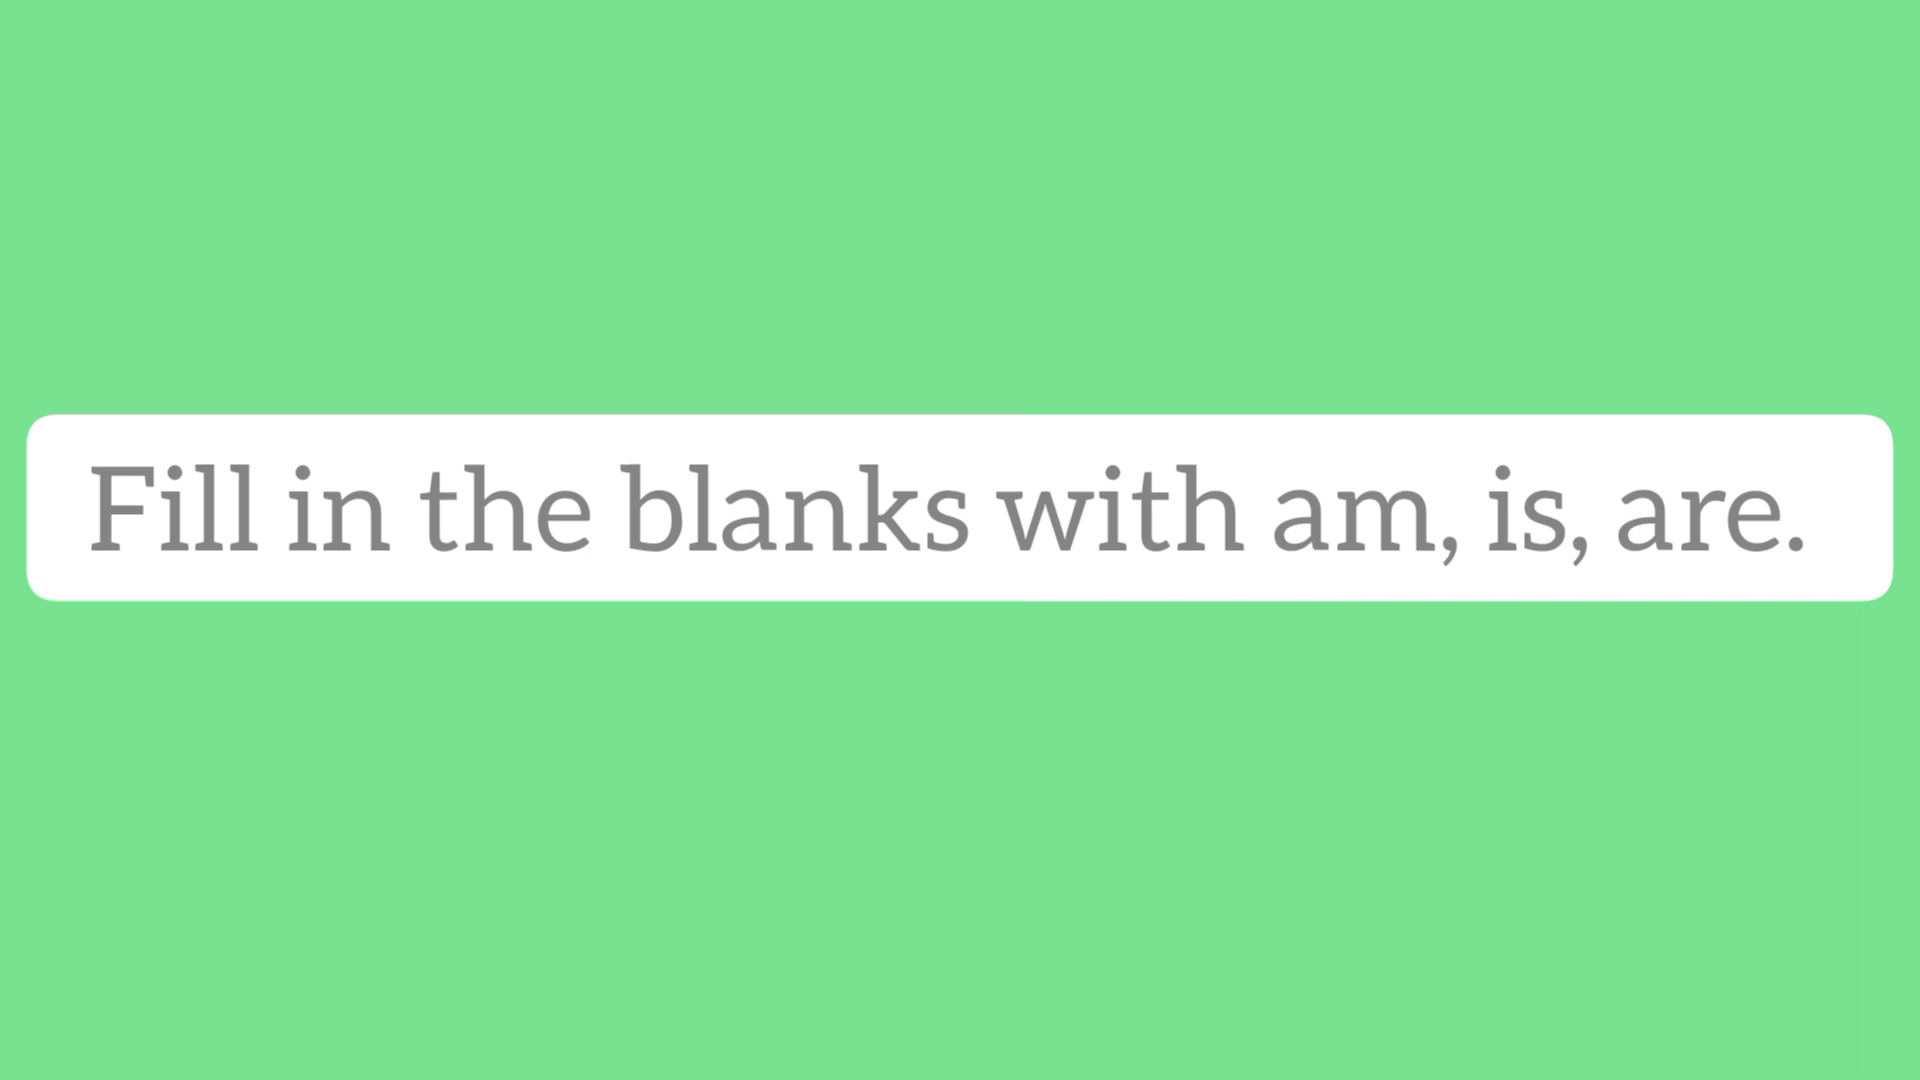 Fill in the blanks with am, is, are.